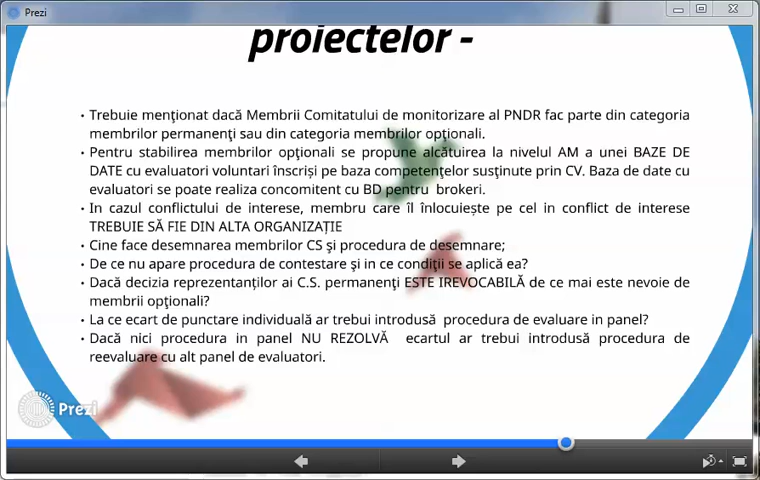 Prezi
proiectelor -
• Trebuie menţionat dacă Membrii Comitatului de monitorizare al PNDR fac parte din categoria
membrilor permanenţi sau din categoria membrilor opţionali.
• Pentru stabilirea membrilor opţionali se propune alcătuirea la nivelul AM a unei BAZE DE
DATE cu evaluatori voluntari înscriși pe baza competenţelor susţinute prin CV. Baza de date cu
evaluatori se poate realiza concomitent cu BD pentru brokeri.
• In cazul conflictului de interese, membru care îl înlocuiește pe cel in conflict de interese
TREBUIE SĂ FIE DIN ALTA ORGANIZAȚIE
• Cine face desemnarea membrilor CS şi procedura de desemnare;
• De ce nu apare procedura de contestare şi in ce condiţii se aplică ea?
• Dacă decizia reprezentanților ai C.S. permanenţi ESTE IREVOCABILĂ de ce mai este nevoie de
membrii opţionali?
• La ce ecart de punctare individuală ar trebui introdusă procedura de evaluare in panel?
• Dacă nici procedura in panel NU REZOLVĂ ecartul ar trebui introdusă procedura de
reevaluare cu alt panel de evaluatori.
Prezi